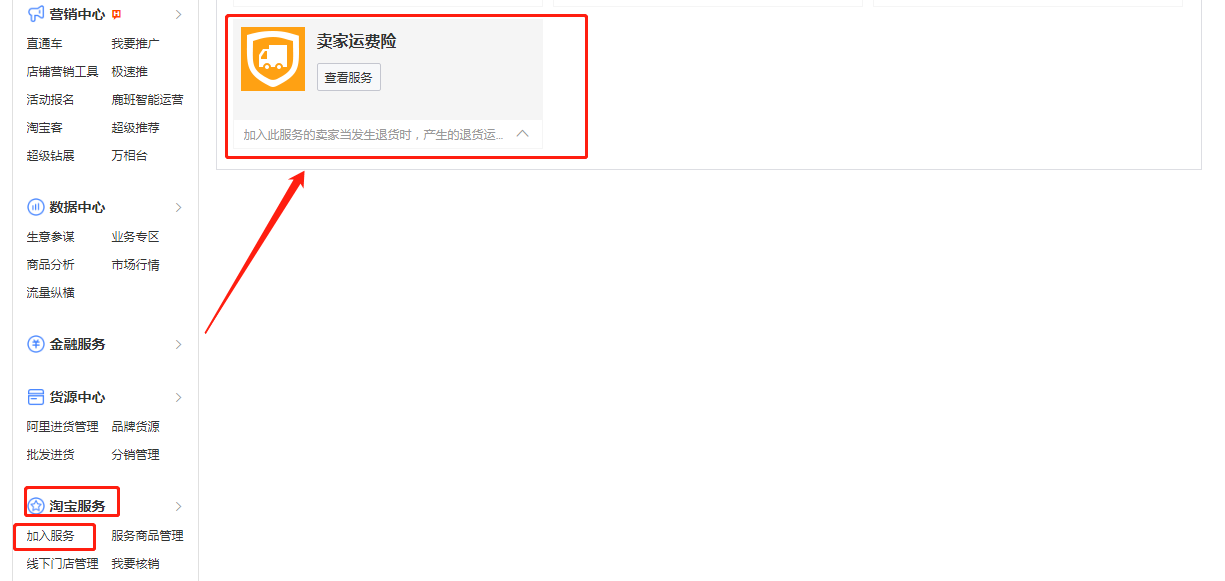 营销中心
直通车 我要推广
店铺营销工具 极速推
活动报名 鹿班智能运营
淘宝客 超级推荐
超级钻展 万相台
数据中心
生意参谋 业务专区
商品分析 市场行情
流量纵横
金融服务
货源中心
阿里进货管理 品牌货源
批发进货 分销管理
淘宝服务
加入服务 服务商品管理
线下门店管理 我要核销
卖家运费险
查看服务
加入此服务的卖家当发生退货时，产生的退货运...